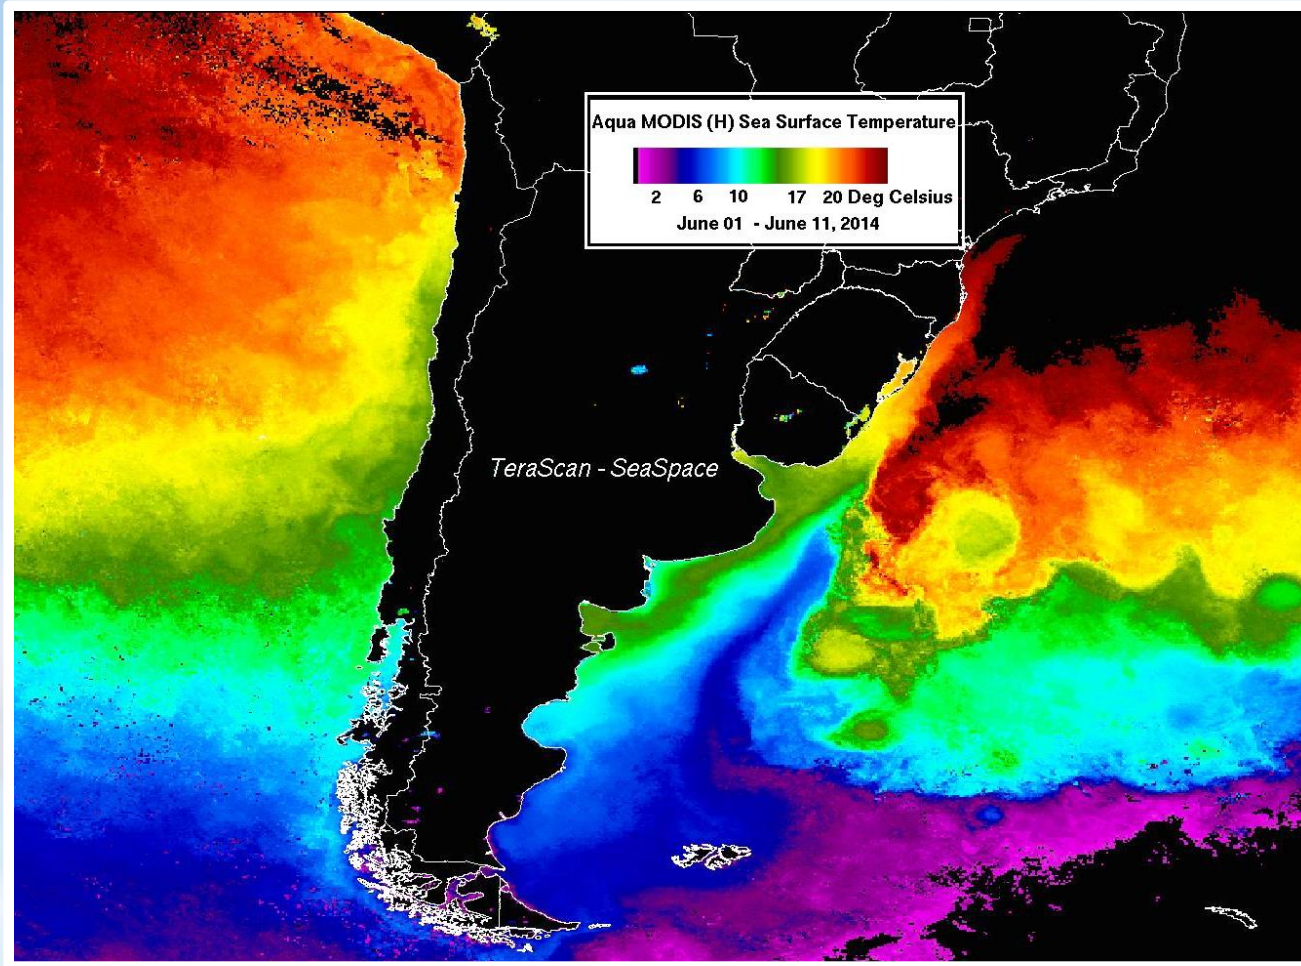 Aqua MODIS (H) Sea Surface Temperature
2 6 10 17 20 Deg Celsius
June 01 - June 11, 2014
TeraScan - SeaSpace